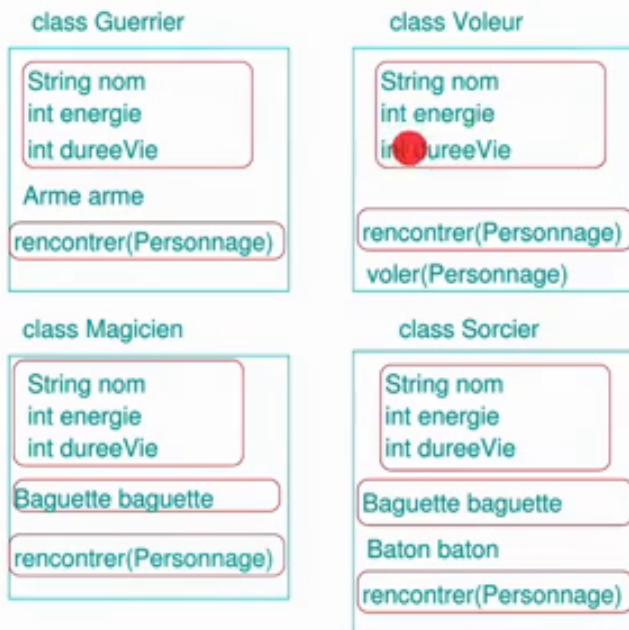 class Guerrier
String nom
int energie
int dureeVie
Arme arme
rencontrer(Personnage)
class Voleur
String nom
int energie
int dureeVie
rencontrer(Personnage)
voler(Personnage)
class Magicien
String nom
int energie
int dureeVie
Baguette baguette
rencontrer(Personnage)
class Sorcier
String nom
int energie
int dureeVie
Baguette baguette
Baton baton
rencontrer(Personnage)